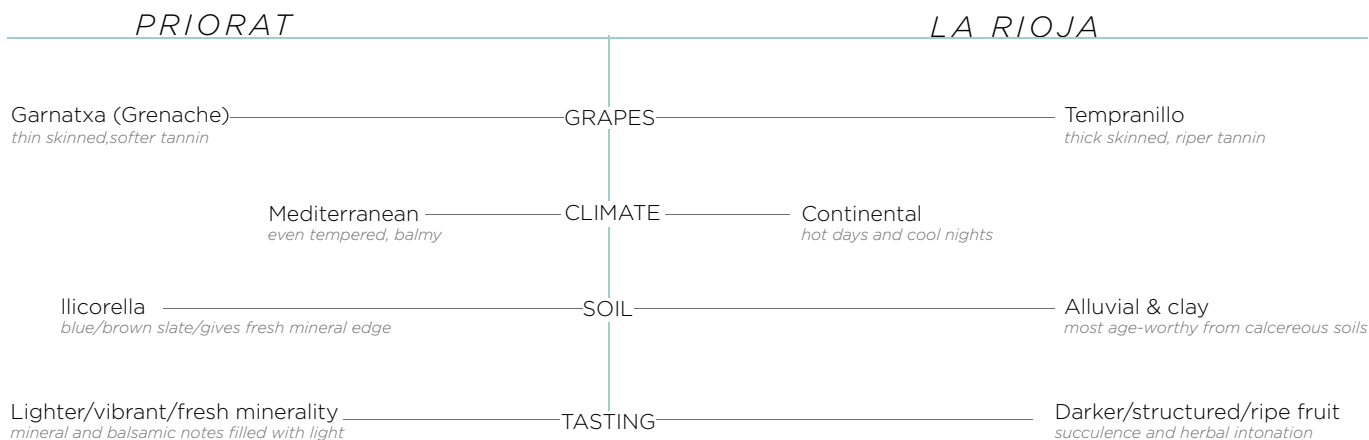 PRIORAT
LA RIOJA
Garnatxa (Grenache)
thin skinned,softer tannin
GRAPES
Tempranillo
thick skinned, riper tannin
Mediterranean
even tempered, balmy
CLIMATE
Continental
hot days and cool nights
llicorella
blue/brown slate/gives fresh mineral edge
SOIL
Alluvial & clay
most age-worthy from calcereous soils
Lighter/vibrant/fresh minerality
mineral and balsamic notes filled with light
TASTING
Darker/structured/ripe fruit
succulence and herbal intonation